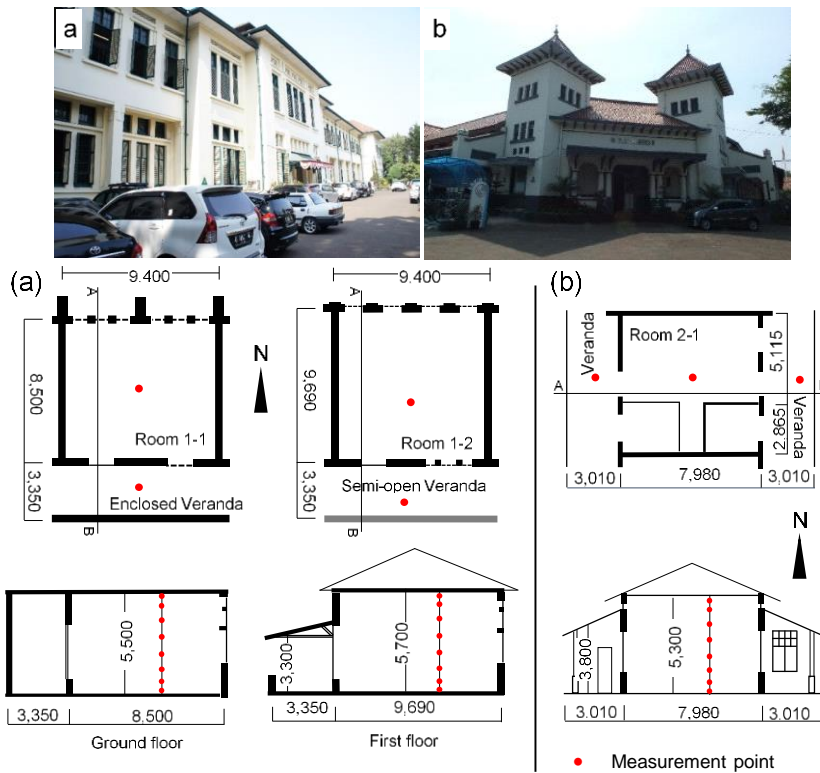 a
b
(a)
9.400
A
8,500
Room 1-1
3,350
Enclosed Veranda
B
N
9.400
9,690
Room 1-2
3,350
Semi-open Veranda
(b)
Veranda
Room 2-1
5,115
A
2,865
Veranda
3,010
7,980
3,010
N
5,500
3,350
8,500
Ground floor
3,300
5,700
3,350
9,690
First floor
3,800
5,300
3.010
7,980
3.010
Measurement point